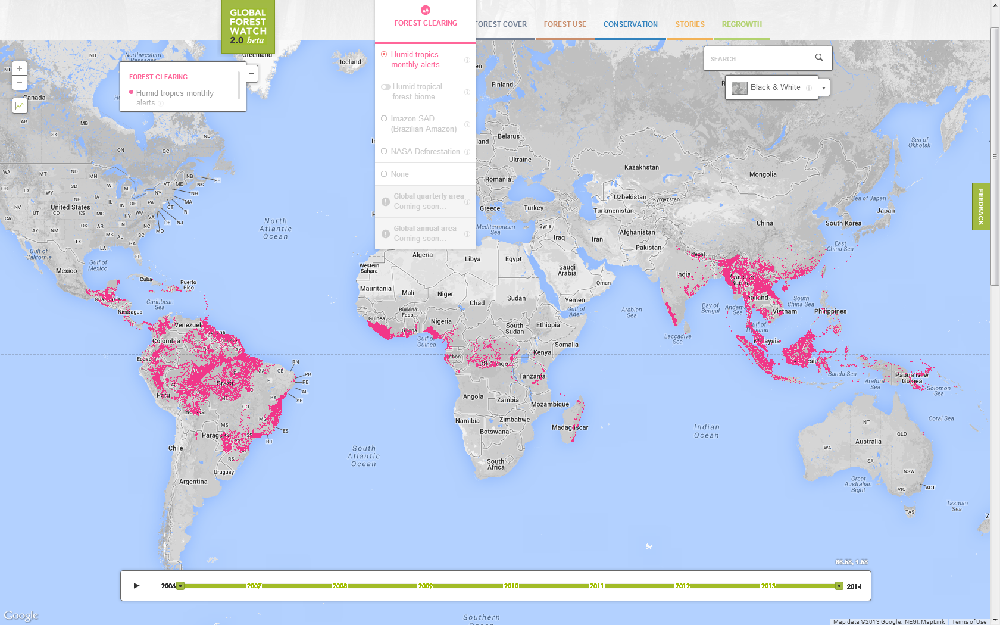 GLOBAL
FOREST
WATCH
2.0 beta
FOREST CLEARING
FOREST COVER
FOREST USE
CONSERVATION
STORIES
REGROWTH
Humid tropics
monthly alerts
Humid tropical
forest biome
Imazon SAD
(Brazilian Amazon)
NASA Deforestation
None
Global quarterly area
Coming soon...
Global annual area
Coming soon...
FOREST CLEARING
Humid tropics monthly
alerts
SEARCH
Black & White
FEEDBACK
Northwestern
Passages
NU
NT
Greenland
Iceland
Finland
Canada
AB
MB
SK
NL
ON
QC
Belarus
Ukraine
Romania
Kazakhstan
Mongolia
Sea of
Okhotsk
WA
MT
ND
MN
OR
ID
SD
WI
MI
WY
NE
IA
NV
UT
CO
KS
MO
IL
IN
OH
PA
NY
VT
ME
NB
PE
NS
NH
MA
CT
RI
NJ
DE
MD
WV
VA
KY
NC
SC
TN
GA
AL
MS
AR
OK
CA
AZ
NM
TX
LA
FL
United States
Uzbekistan
Kyrgyzstan
Turkmenistan
Greece
Turkey
Sea of Japan
Japan
South Korea
China
Mediterranean
Sea
Syria
Iraq
Iran
Afghanistan
Pakistan
North
Atlantic
Ocean
East
China Sea
Gulf of
California
Gulf of
Mexico
Mexico
Cuba
Puerto
Rico
Algeria
Libya
Egypt
Western
Sahara
Saudi
Arabia
Oman
Nepal
India
Mauritania
Mali
Niger
Chad
Sudan
Yemen
Gulf of
Aden
Arabian
Sea
Bay of
Bengal
Thailand
Vietnam
South
China Sea
Philippines
Guatemala
Nicaragua
Caribbean
Sea
Burkina
Faso
Guinea
Ghana
Nigeria
Gulf of
Guinea
South
Sudan
Ethiopia
Somalia
Laccadive
Sea
Gulf of
Thailand
Malaysia
Venezuela
Colombia
Gabon
DR Congo
Kenya
Tanzania
Banda Sea
Arafura
Sea
Papua New
Guinea
Solomon
Sea
RN
CE
PB
PE
PI
AL
SE
BA
Brazil
Peru
Bolivia
GO
MS
Angola
Zambia
Mozambique
Namibia
Zimbabwe
Botswana
Madagascar
Indian
Ocean
Coral Sea
NT
QLD
WA
Australia
SA
NSW
VIC
ACT
TAS
Great
Australian
Bight
Tasman
Sea
ES
RJ
Paraguay
Chile
RS
Uruguay
Argentina
South
Atlantic
Ocean
South
Africa
66.58, 1.58
2006
2007
2008
2009
2010
2011
2012
2013
2014
Google
Southern
Map data ©2013 Google, INEGI, MapLink
Terms of Use